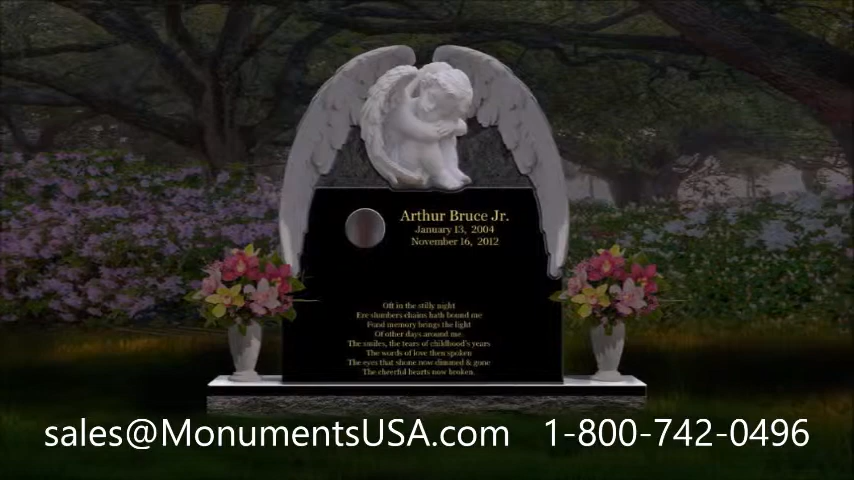 Arthur Bruce Jr.
January 13, 2004
November 16, 2012
Oft in the stilly night
Ere slumbers chains hath bound me
Fond memory brings the light
Of other days around me.
The smiles, the tears of childhood's years
The words of love then spoken
The eyes that shone now dimmed & gone
The cheerful hearts now broken.
sales@MonumentsUSA.com 1-800-742-0496